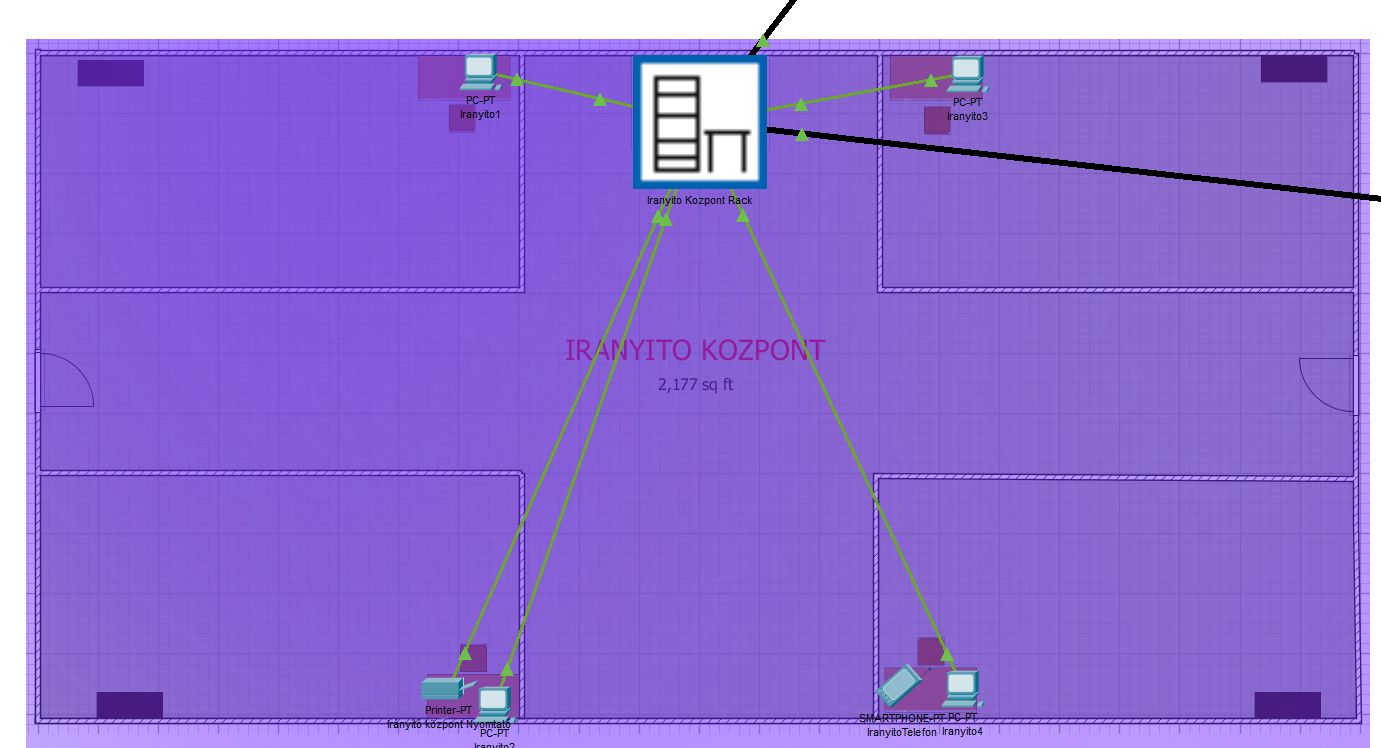 PC-PT
Iranyito1
PC-PT
Iranyito3
Iranyito Kozpont Rack
IRANYITO KOZPONT
2,177 sq ft
Printer-PT
Irányító központ Nyomtató
PC-PT
Iranyito2
SMARTPHONE-PT
IranyitoTelefon
PC-PT
Iranyito4